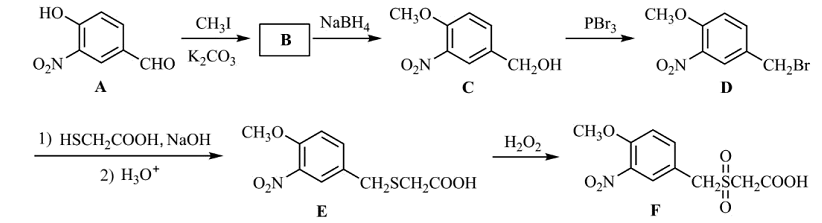 HO
O₂N
CHO
A
CH₃I
K₂CO₃
B
NaBH₄
CH₃O
O₂N
CH₂OH
C
PBr₃
CH₃O
O₂N
CH₂Br
D
1) HSCH₂COOH, NaOH
2) H₃O⁺
CH₃O
O₂N
CH₂SCH₂COOH
E
H₂O₂
CH₃O
O₂N
O
CH₂SCH₂COOH
O
F